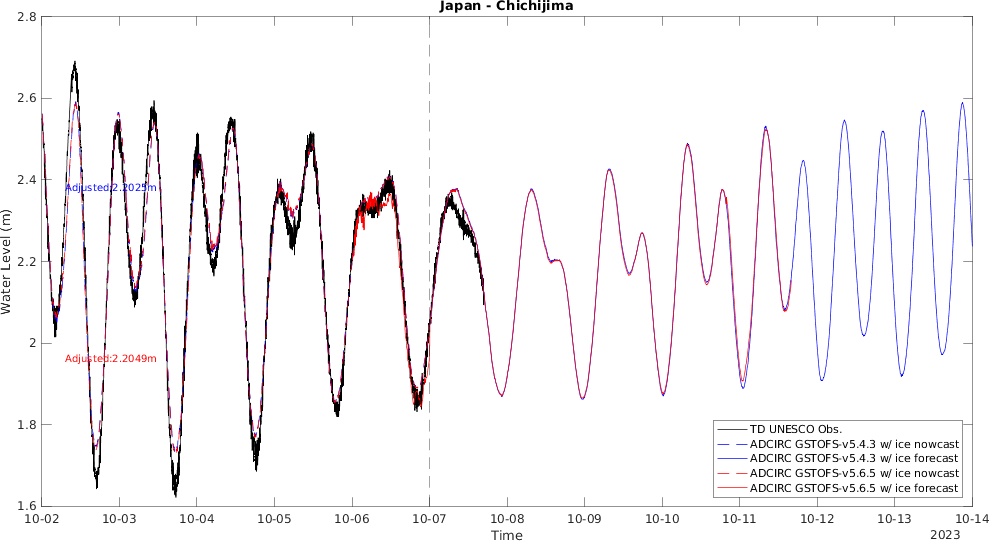 Japan - Chichijima
2.8
2.6
2.4
2.2
2
1.8
1.6
Water Level (m)
Adjusted:2.2025m
Adjusted:2.2049m
TD UNESCO Obs.
ADCIRC GSTOFS-v5.4.3 w/ ice nowcast
ADCIRC GSTOFS-v5.4.3 w/ ice forecast
ADCIRC GSTOFS-v5.6.5 w/ ice nowcast
ADCIRC GSTOFS-v5.6.5 w/ ice forecast
10-02 10-03 10-04 10-05 10-06 10-07 10-08 10-09 10-10 10-11 10-12 10-13 10-14
Time
2023